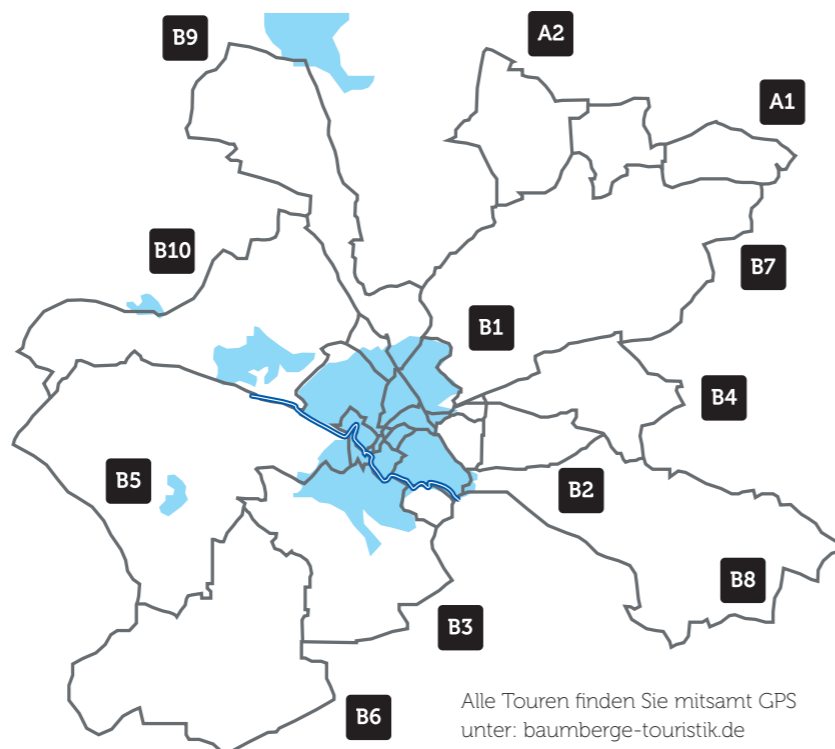 B9
A2
A1
B10
B7
B1
B4
B5
B2
B8
B3
B6
Alle Touren finden Sie mitsamt GPS
unter: baumberge-touristik.de